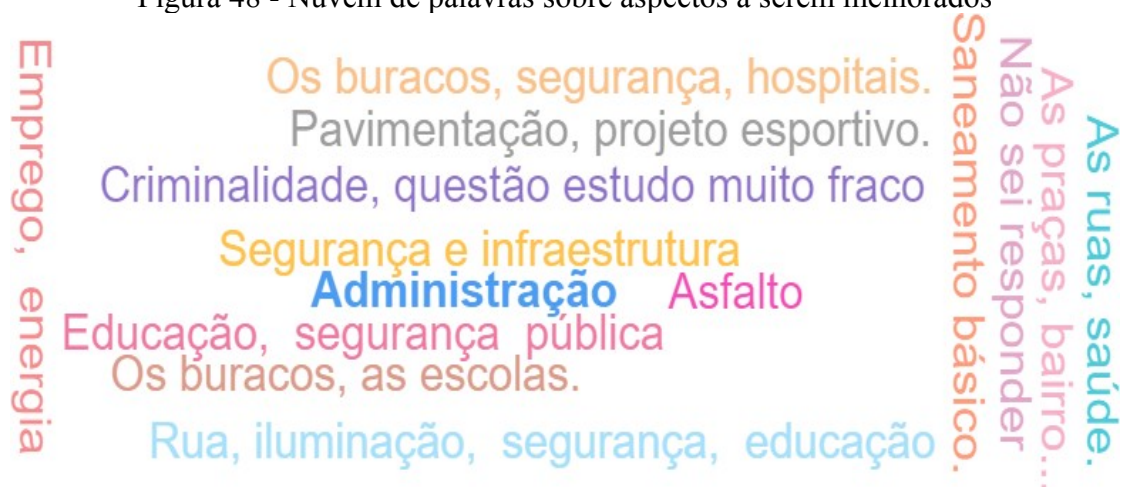 Figura 48 - Nuvem de palavras sobre aspectos a serem melhorados
Emprego, energia
Os buracos, segurança, hospitais.
Pavimentação, projeto esportivo.
Criminalidade, questão estudo muito fraco
Segurança e infraestrutura
Administração Asfalto
Educação, segurança pública
Os buracos, as escolas.
Rua, iluminação, segurança, educação
Saneamento básico.
Não sei responder
As praças, bairro...
As ruas, saúde.